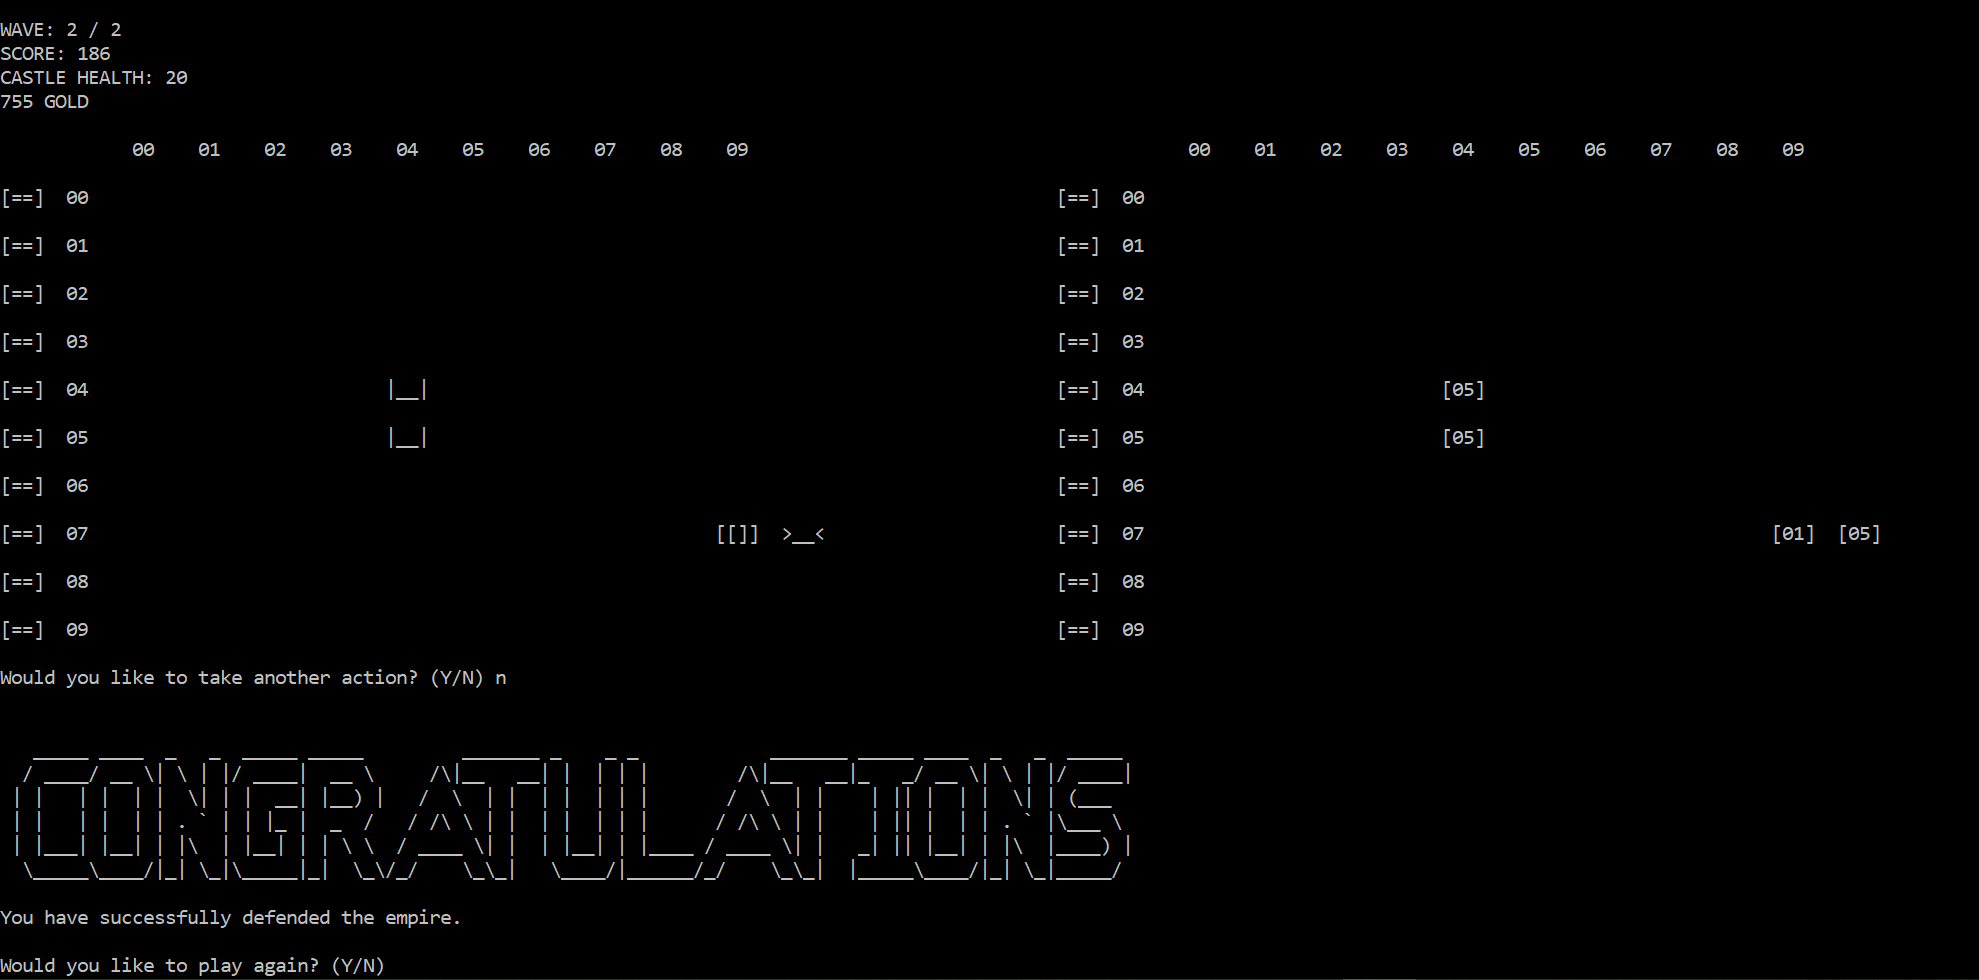 WAVE: 2 / 2
SCORE: 186
CASTLE HEALTH: 20
755 GOLD
00 01 02 03 04 05 06 07 08 09 00 01 02 03 04 05 06 07 08 09
[==] 00 [==] 00
[==] 01 [==] 01
[==] 02 [==] 02
[==] 03 [==] 03
[==] 04 |__| [==] 04 [05]
[==] 05 |__| [==] 05 [05]
[==] 06 [==] 06
[==] 07 [[]] >__< [==] 07 [01] [05]
[==] 08 [==] 08
[==] 09 [==] 09
Would you like to take another action? (Y/N) n
CONGRATULATIONS
You have successfully defended the empire.
Would you like to play again? (Y/N)